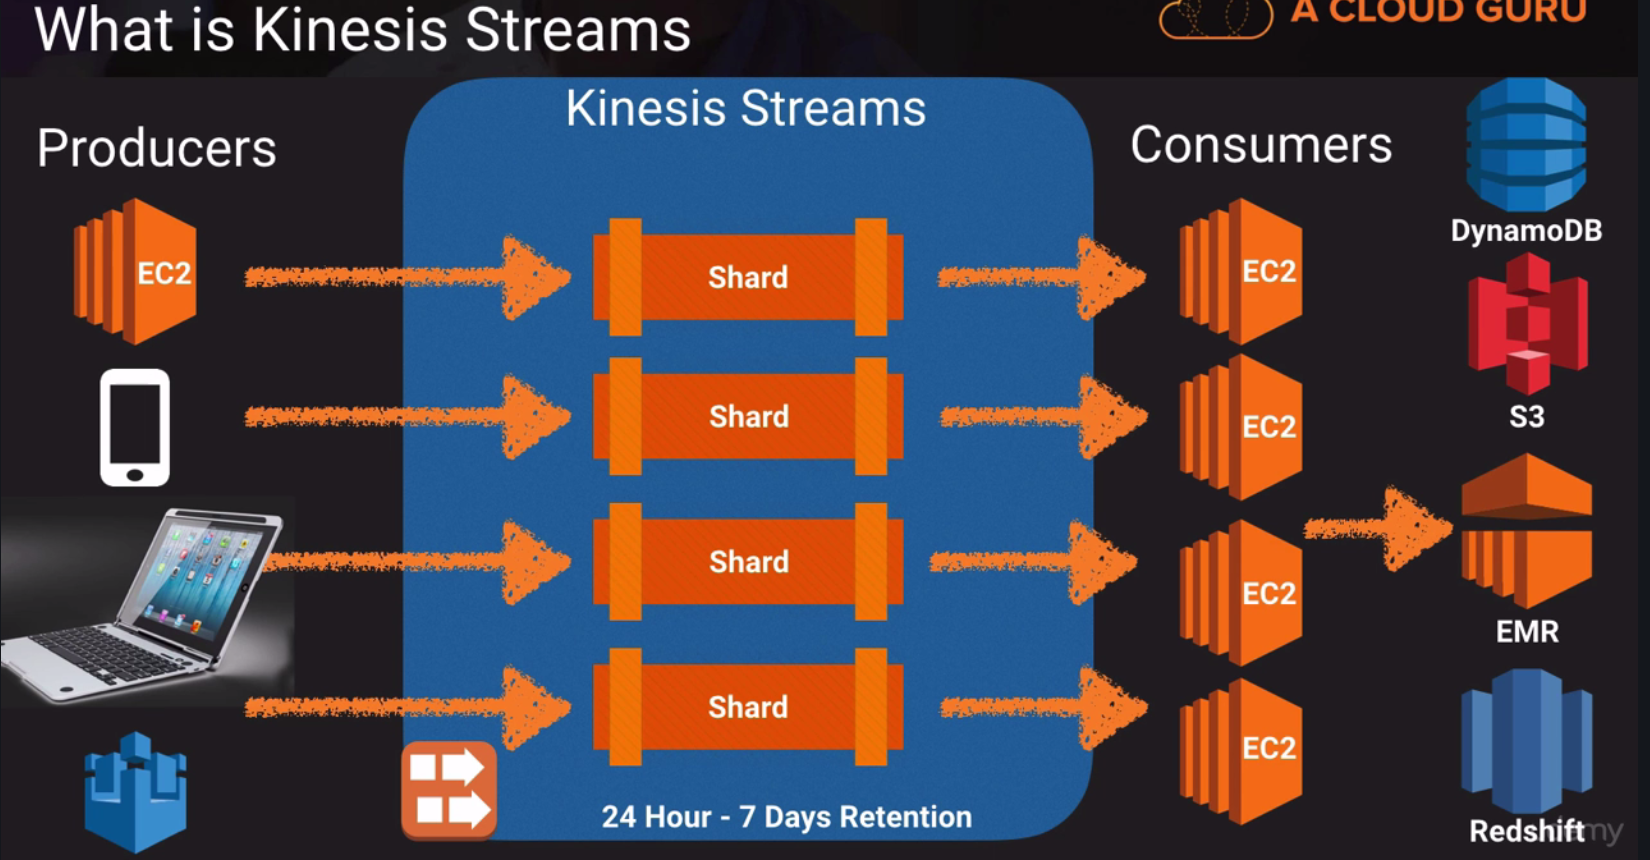 What is Kinesis Streams
A CLOUD GURU
Kinesis Streams
Producers
Consumers
DynamoDB
EC2
Shard
EC2
S3
Shard
EC2
EMR
Shard
EC2
Shard
EC2
24 Hour - 7 Days Retention
Redshift